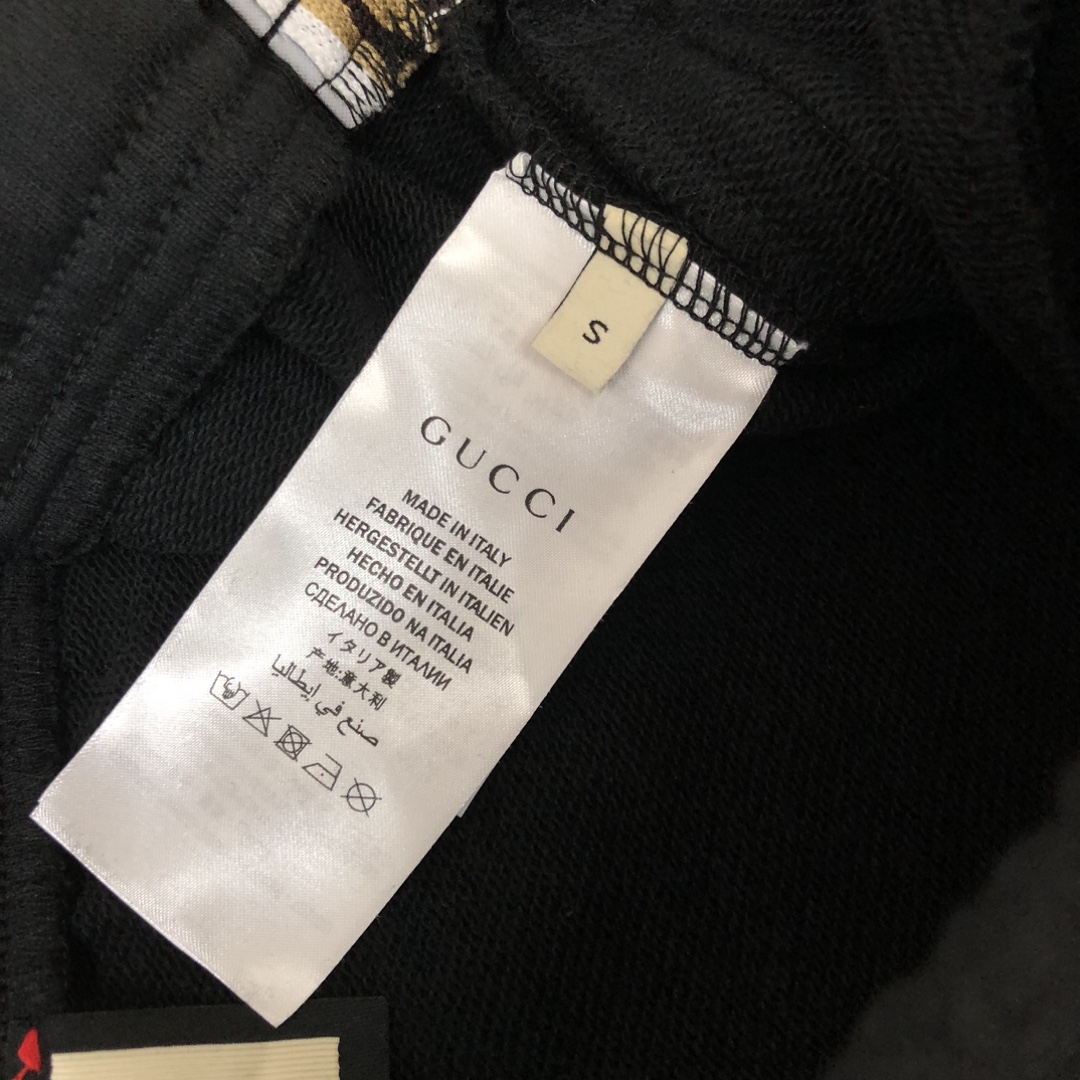 S
GUCCI
MADE IN ITALY
FABRIQUE EN ITALIE
HERGESTELLT IN ITALIEN
HECHO EN ITALIA
PRODUZIDO NA ITALIA
СДЕЛАНО В ИТАЛИИ
イタリア製
产地:意大利
صنع في إيطاليا